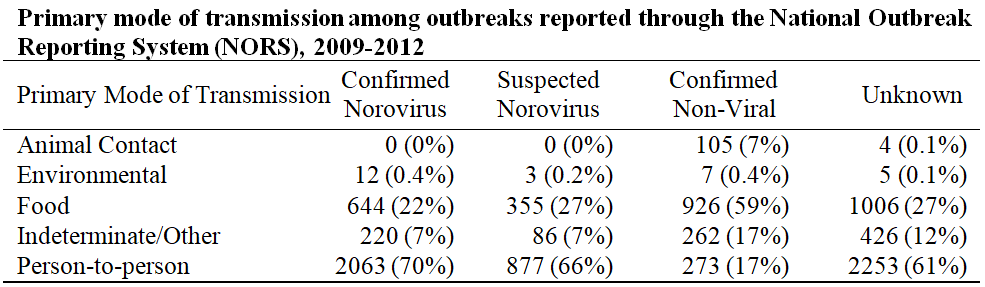 Primary mode of transmission among outbreaks reported through the National Outbreak
Reporting System (NORS), 2009-2012
Primary Mode of Transmission Confirmed Norovirus Suspected Norovirus Confirmed Non-Viral Unknown
Animal Contact 0 (0%) 0 (0%) 105 (7%) 4 (0.1%)
Environmental 12 (0.4%) 3 (0.2%) 7 (0.4%) 5 (0.1%)
Food 644 (22%) 355 (27%) 926 (59%) 1006 (27%)
Indeterminate/Other 220 (7%) 86 (7%) 262 (17%) 426 (12%)
Person-to-person 2063 (70%) 877 (66%) 273 (17%) 2253 (61%)